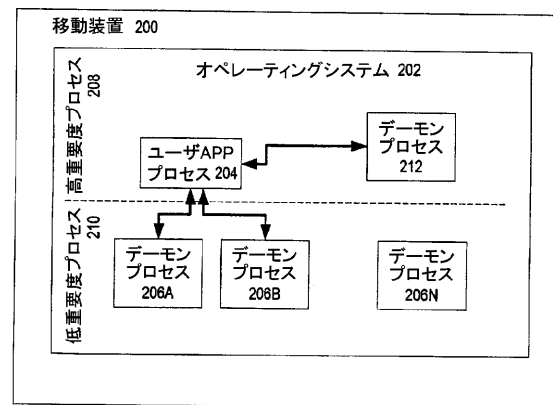 移動装置 200
オペレーティングシステム 202
高重要度プロセス
208
ユーザAPP
プロセス 204
デーモン
プロセス
212
低重要度プロセス
210
デーモン
プロセス
206A
デーモン
プロセス
206B
デーモン
プロセス
206N